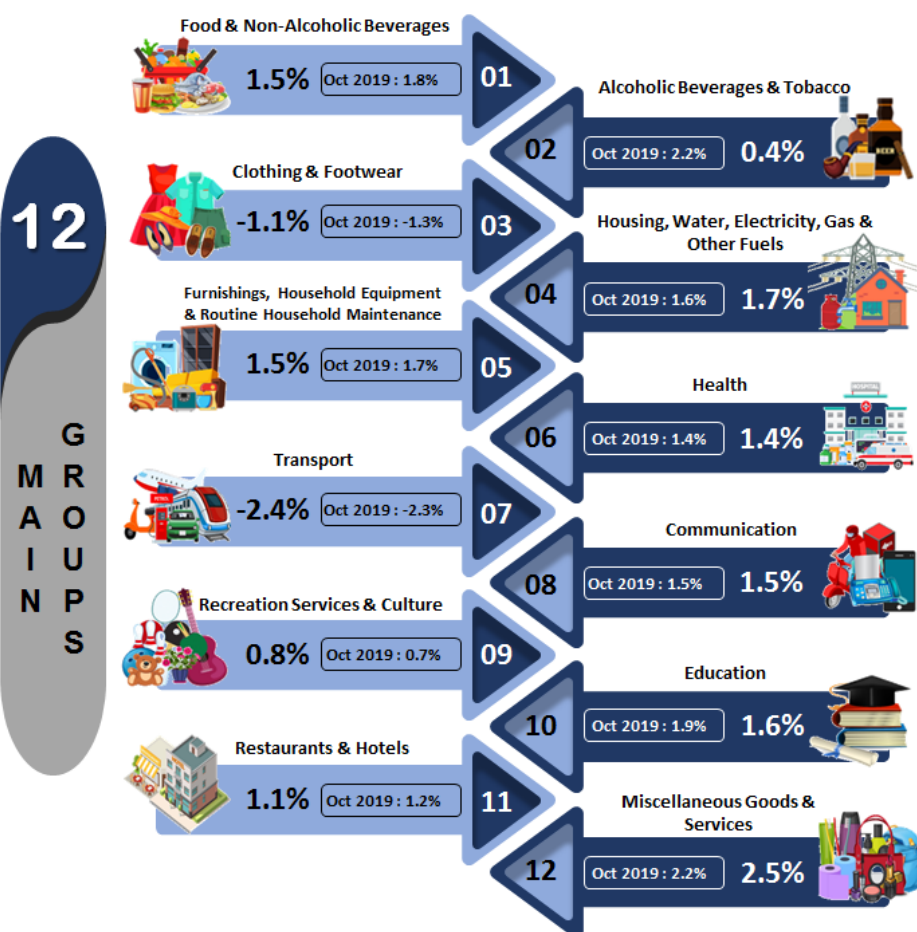 12
MAIN
GROUPS
Food & Non-Alcoholic Beverages
1.5%
Oct 2019 : 1.8%
01
Alcoholic Beverages & Tobacco
02
Oct 2019 : 2.2%
0.4%
BEER
Clothing & Footwear
-1.1%
Oct 2019 : -1.3%
03
Housing, Water, Electricity, Gas &
Other Fuels
04
Oct 2019 : 1.6%
1.7%
Furnishings, Household Equipment
& Routine Household Maintenance
1.5%
Oct 2019 : 1.7%
05
Health
HOSPITAL
06
Oct 2019 : 1.4%
1.4%
Transport
PETROL
-2.4%
Oct 2019 : -2.3%
07
Communication
08
Oct 2019 : 1.5%
1.5%
Recreation Services & Culture
0.8%
Oct 2019 : 0.7%
09
Education
10
Oct 2019 : 1.9%
1.6%
Restaurants & Hotels
1.1%
Oct 2019 : 1.2%
11
Miscellaneous Goods &
Services
12
Oct 2019 : 2.2%
2.5%